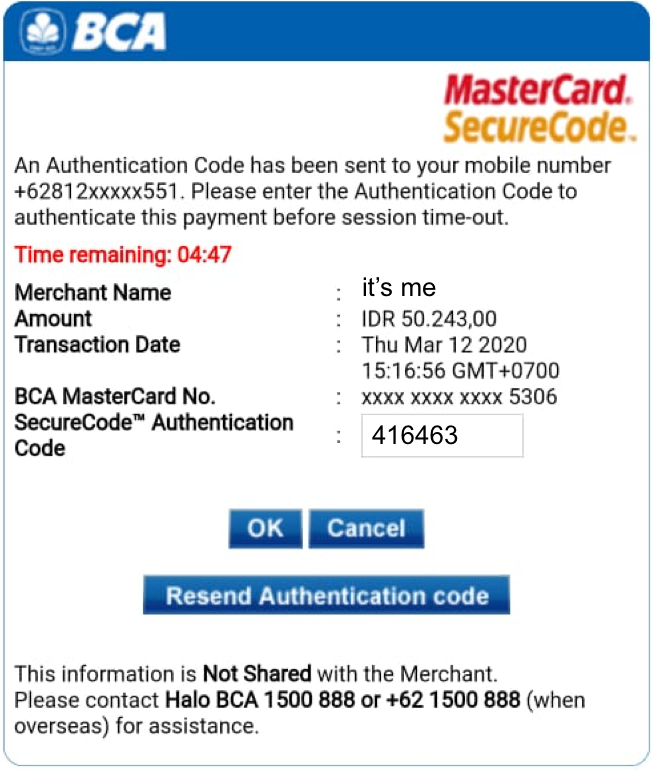 BCA
MasterCard.
SecureCode.
An Authentication Code has been sent to your mobile number
+62812xxxxx551. Please enter the Authentication Code to
authenticate this payment before session time-out.
Time remaining: 04:47
Merchant Name : it's me
Amount : IDR 50.243,00
Transaction Date : Thu Mar 12 2020
15:16:56 GMT+0700
BCA MasterCard No. : xxxx xxxx xxxx 5306
SecureCode™ Authentication
Code : 416463
OK Cancel
Resend Authentication code
This information is Not Shared with the Merchant.
Please contact Halo BCA 1500 888 or +62 1500 888 (when
overseas) for assistance.